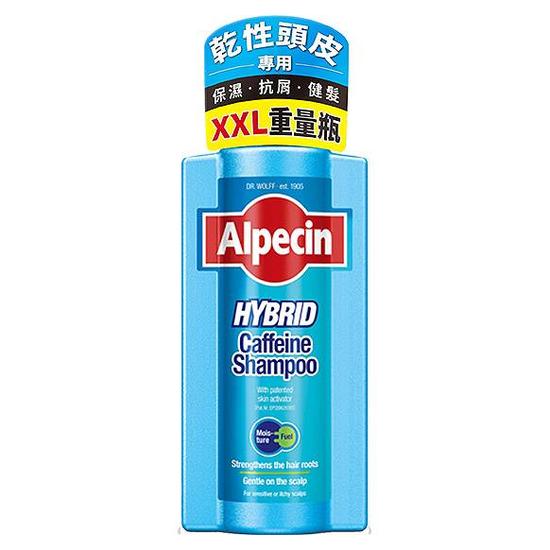 乾性頭皮
專用
保濕・抗屑・健髮
XXL重量瓶
DR. WOLFF · est. 1905
Alpecin
HYBRID
Caffeine
Shampoo
With patented
skin activator
Mois-
ture
Fuel
Strengthens the hair roots
Gentle on the scalp
For sensitive or itchy scalps